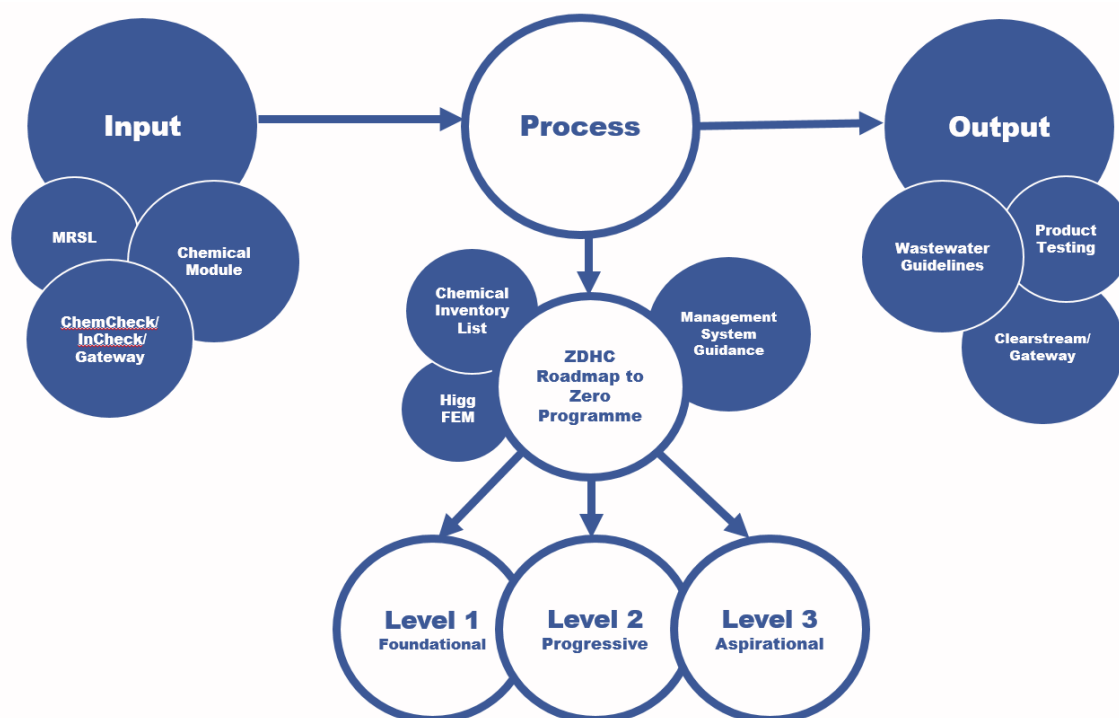 Input
Process
Output
MRSL
Chemical
Module
ChemCheck/
InCheck/
Gateway
Chemical
Inventory
List
Higg
FEM
ZDHC
Roadmap to
Zero
Programme
Management
System
Guidance
Wastewater
Guidelines
Product
Testing
Clearstream/
Gateway
Level 1
Foundational
Level 2
Progressive
Level 3
Aspirational